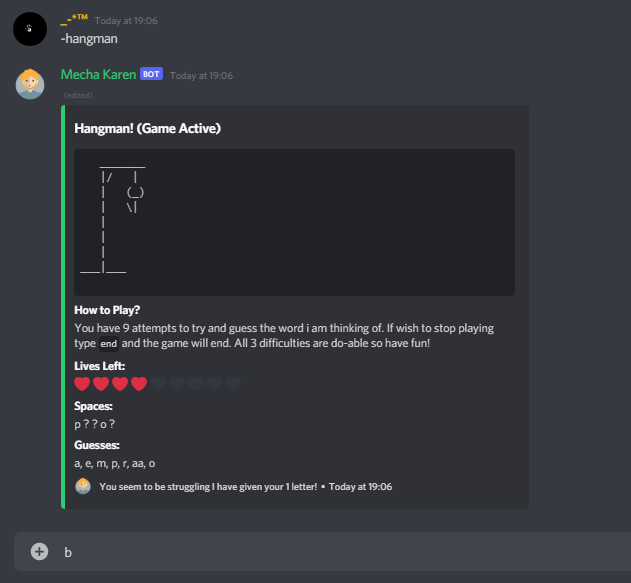 _-*™ Today at 19:06
-hangman
Mecha Karen BOT Today at 19:06
(edited)
Hangman! (Game Active)
How to Play?
You have 9 attempts to try and guess the word i am thinking of. If wish to stop playing
type end and the game will end. All 3 difficulties are do-able so have fun!
Lives Left:
Spaces:
p ? ? o ?
Guesses:
a, e, m, p, r, aa, o
You seem to be struggling I have given your 1 letter! • Today at 19:06
b